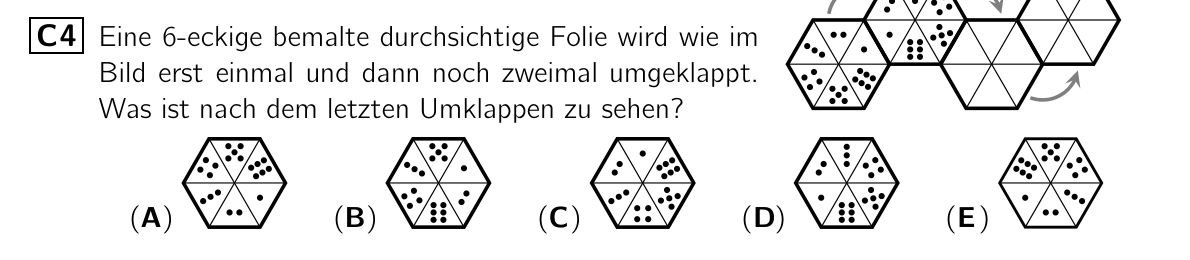 C4 Eine 6-eckige bemalte durchsichtige Folie wird wie im
Bild erst einmal und dann noch zweimal umgeklappt.
Was ist nach dem letzten Umklappen zu sehen?
(A) (B) (C) (D) (E)